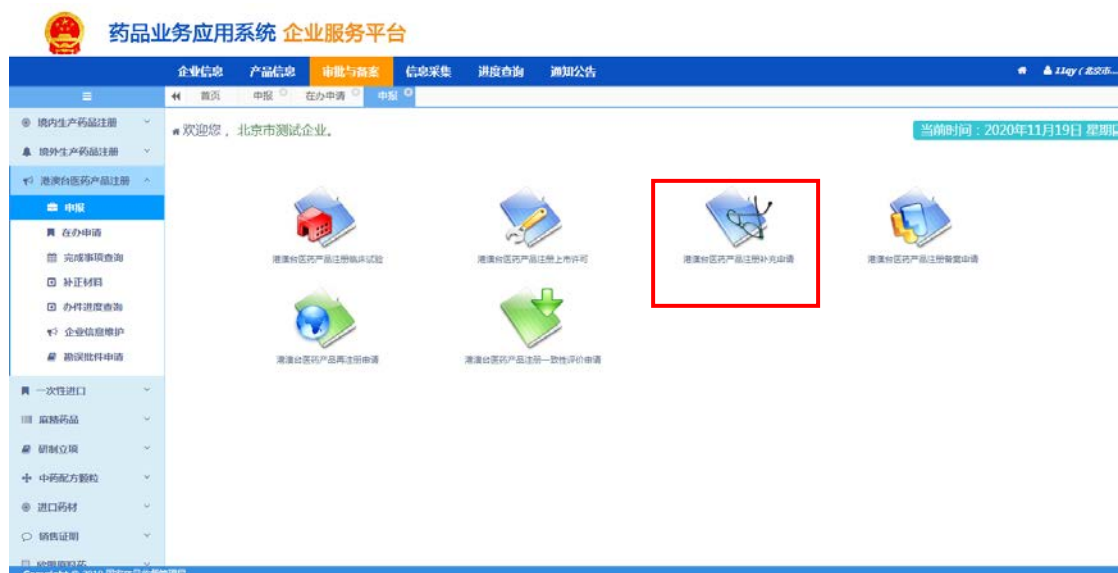 药品业务应用系统 企业服务平台
企业信息 产品信息 审批与备案 信息采集 进度查询 通知公告
首页 申报 在办申请 申报
境内生产药品注册
欢迎您，北京市测试企业。
当前时间：2020年11月19日 星期
境外生产药品注册
港澳台医药产品注册
申报
在办申请
完成事项查询
港澳台医药产品注册临床试验
港澳台医药产品注册上市许可
港澳台医药产品注册补充申请
港澳台医药产品注册备案申请
补正材料
办件进度查询
企业信息维护
勘误批件申请
港澳台医药产品再注册申请
港澳台医药产品注册一致性评价申请
一次性进口
麻精药品
研制立项
中药配方颗粒
进口药材
销售证明